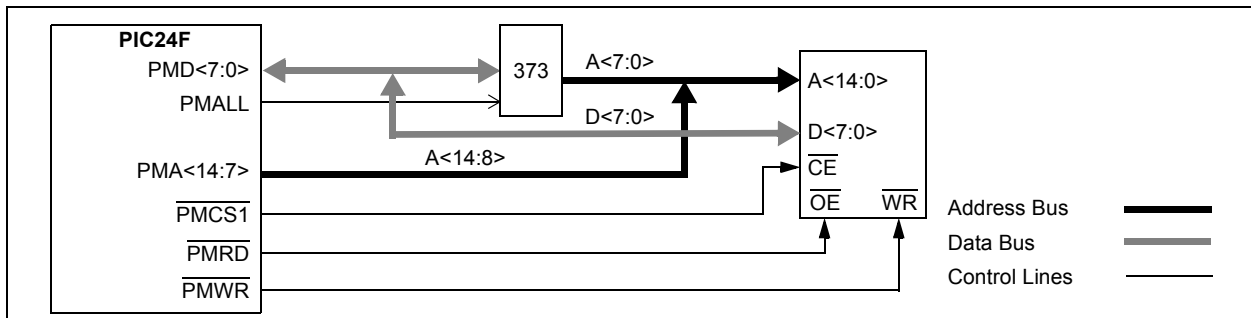 PIC24F
PMD<7:0>
373
A<7:0>
A<14:0>
PMALL
D<7:0>
D<7:0>
A<14:8>
PMA<14:7>
CE
PMCS1
OE
WR
Address Bus
PMRD
Data Bus
PMWR
Control Lines